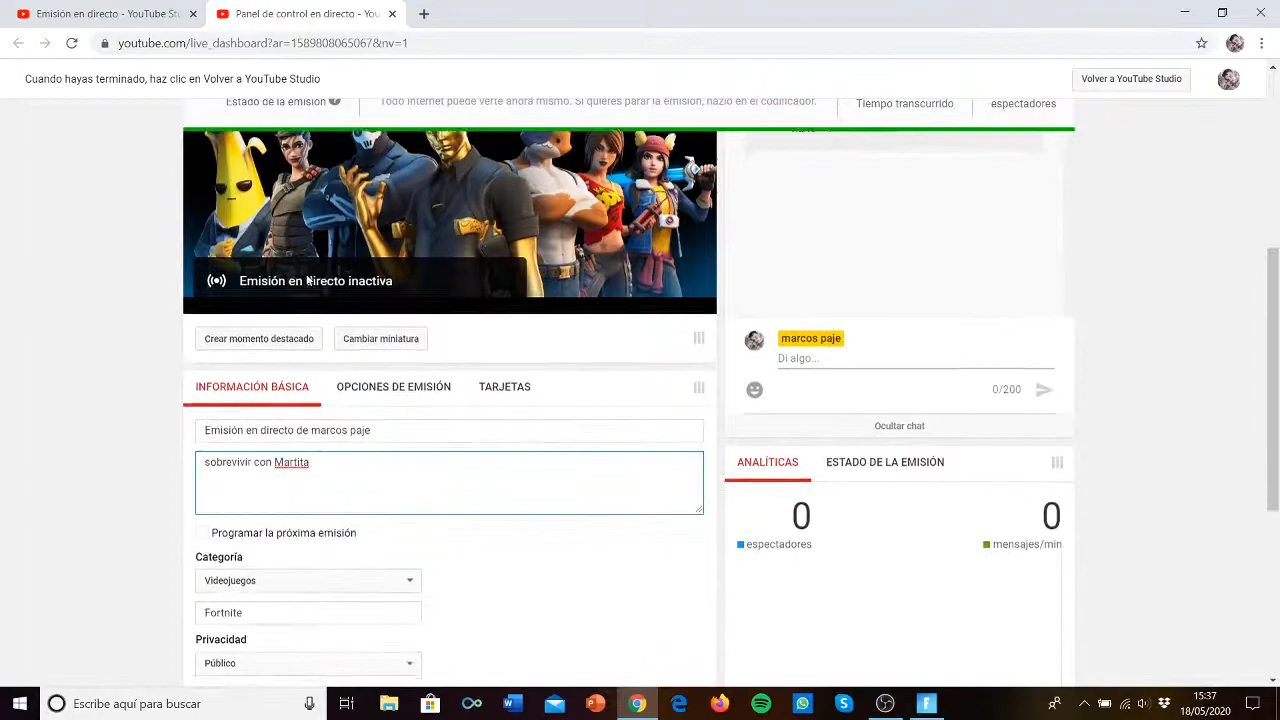 Emisión en directo - YouTube St
Panel de control en directo - You
youtube.com/live_dashboard?ar=1589808065067&nv=1
Cuando hayas terminado, haz clic en Volver a YouTube Studio
Volver a YouTube Studio
Estado de la emisión
Todo Internet puede verte ahora mismo. Si quieres parar la emisión, hazlo en el codificador.
Tiempo transcurrido
espectadores
Emisión en directo inactiva
Crear momento destacado
Cambiar miniatura
INFORMACIÓN BÁSICA
OPCIONES DE EMISIÓN
TARJETAS
Emisión en directo de marcos paje
sobrevivir con Martita
Programar la próxima emisión
Categoría
Videojuegos
Fortnite
Privacidad
Público
marcos paje
Di algo...
0/200
Ocultar chat
ANALÍTICAS
ESTADO DE LA EMISIÓN
0
0
espectadores
mensajes/min
Escribe aquí para buscar
15:37
18/05/2020